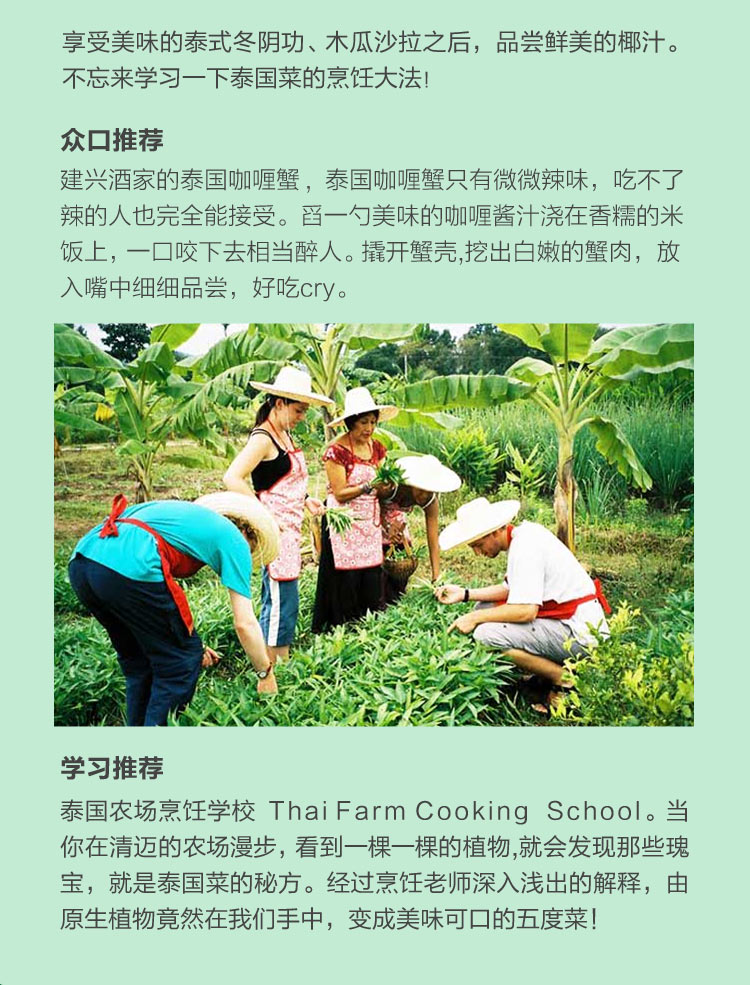 享受美味的泰式冬阴功、木瓜沙拉之后，品尝鲜美的椰汁。
不忘来学习一下泰国菜的烹饪大法!
众口推荐
建兴酒家的泰国咖喱蟹，泰国咖喱蟹只有微微辣味，吃不了
辣的人也完全能接受。舀一勺美味的咖喱酱汁浇在香糯的米
饭上，一口咬下去相当醉人。撬开蟹壳,挖出白嫩的蟹肉，放
入嘴中细细品尝，好吃cry。
学习推荐
泰国农场烹饪学校 Thai Farm Cooking School。当
你在清迈的农场漫步，看到一棵一棵的植物,就会发现那些瑰
宝，就是泰国菜的秘方。经过烹饪老师深入浅出的解释，由
原生植物竟然在我们手中，变成美味可口的五度菜！